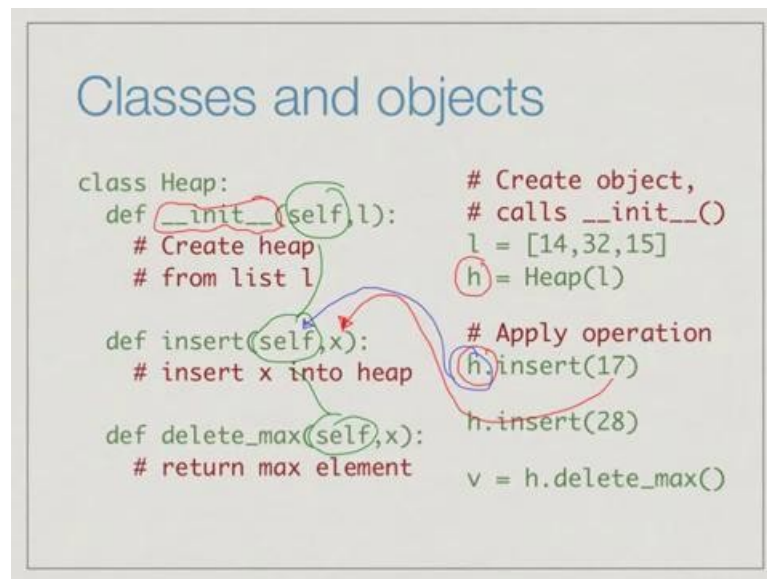 Classes and objects
class Heap:
def __init__(self,l):
# Create heap
# from list l
def insert(self,x):
# insert x into heap
def delete_max(self,x):
# return max element
# Create object,
# calls __init__()
l = [14,32,15]
h = Heap(l)
# Apply operation
h.insert(17)
h.insert(28)
v = h.delete_max()